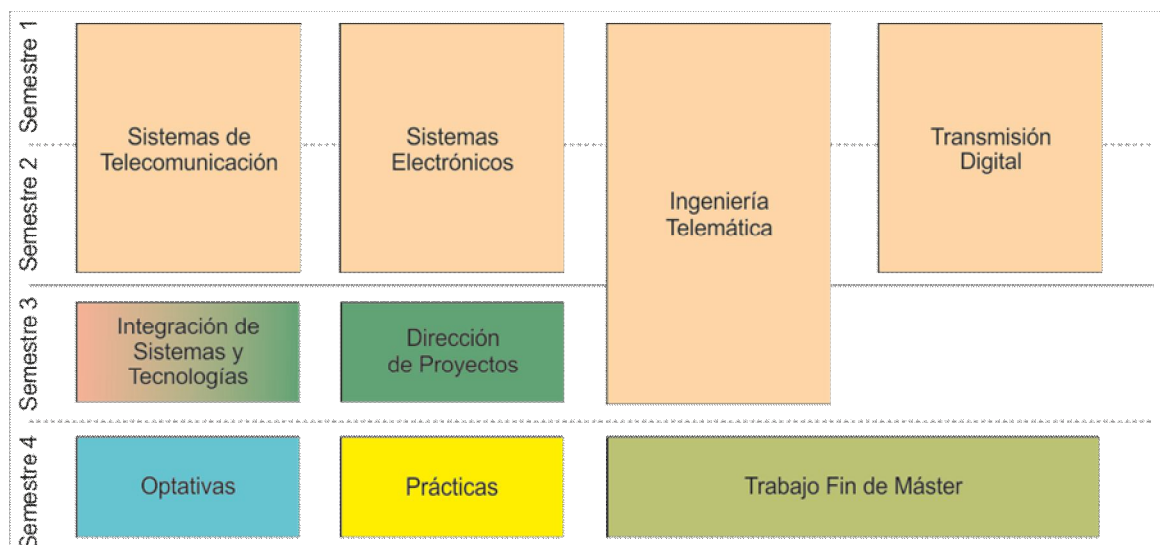 Semestre 1
Sistemas de
Telecomunicación
Sistemas
Electrónicos
Ingeniería
Telemática
Transmisión
Digital
Semestre 2
Semestre 3
Integración de
Sistemas y
Tecnologías
Dirección
de Proyectos
Semestre 4
Optativas
Prácticas
Trabajo Fin de Máster